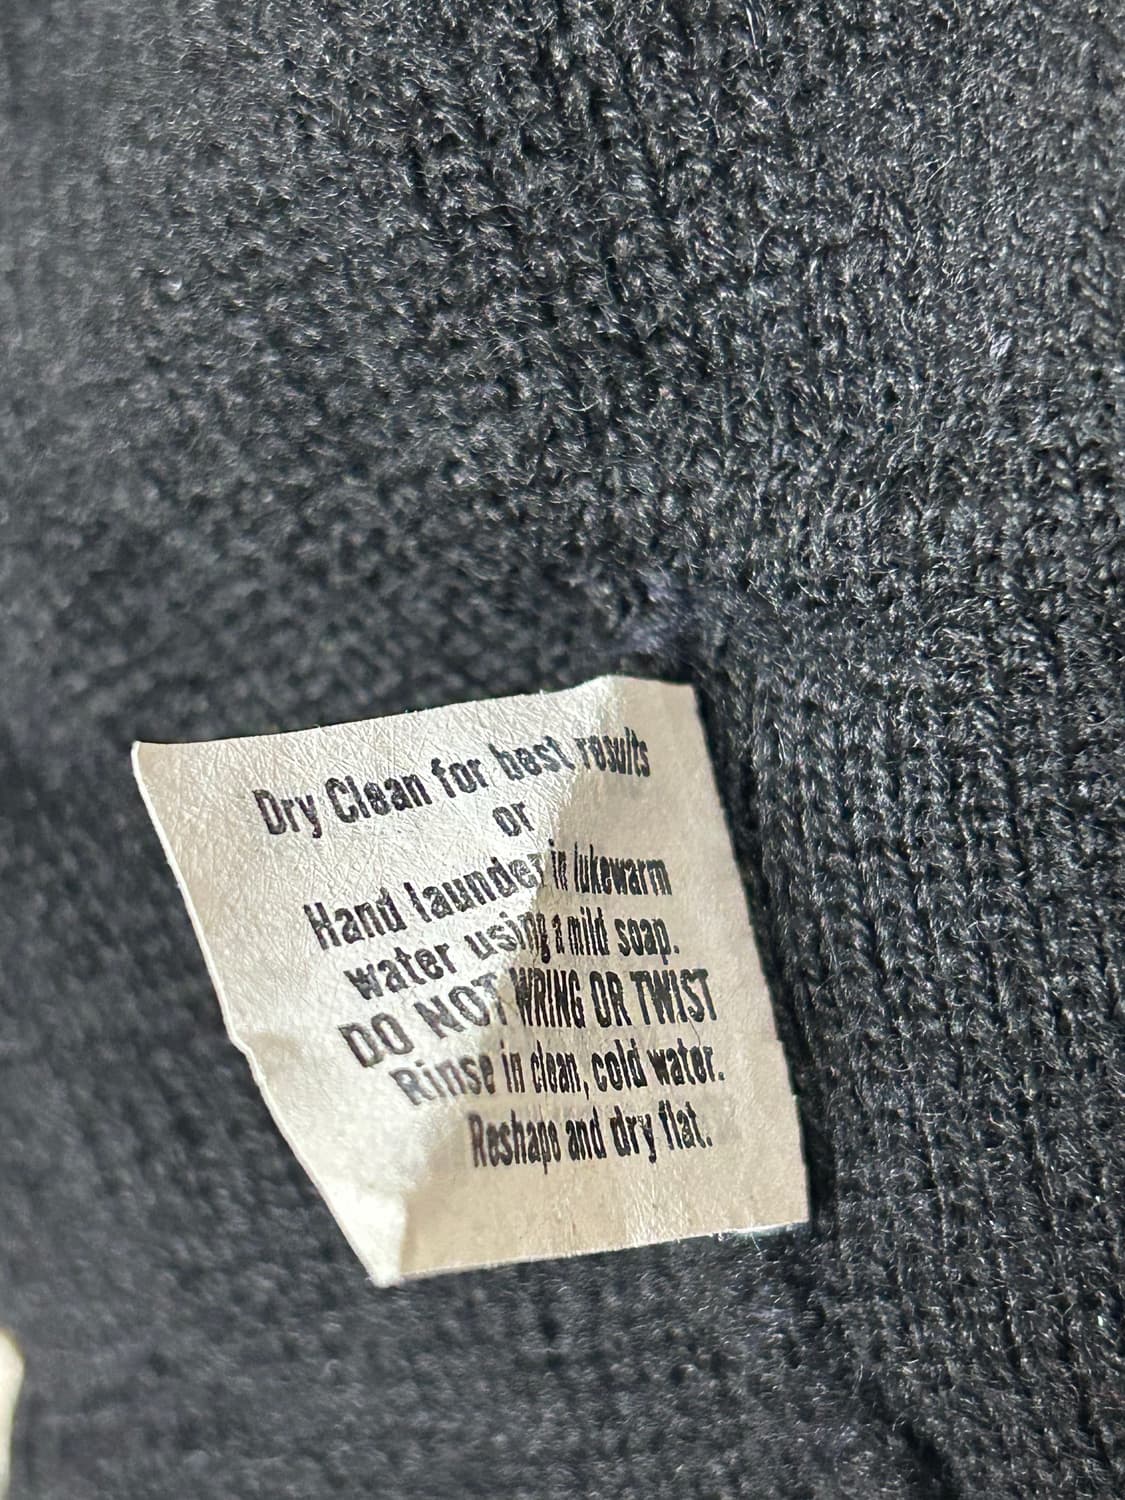 Dry Clean for best results
or
Hand launder in lukewarm
water using a mild soap.
DO NOT WRING OR TWIST
Rinse in clean, cold water.
Reshape and dry flat.